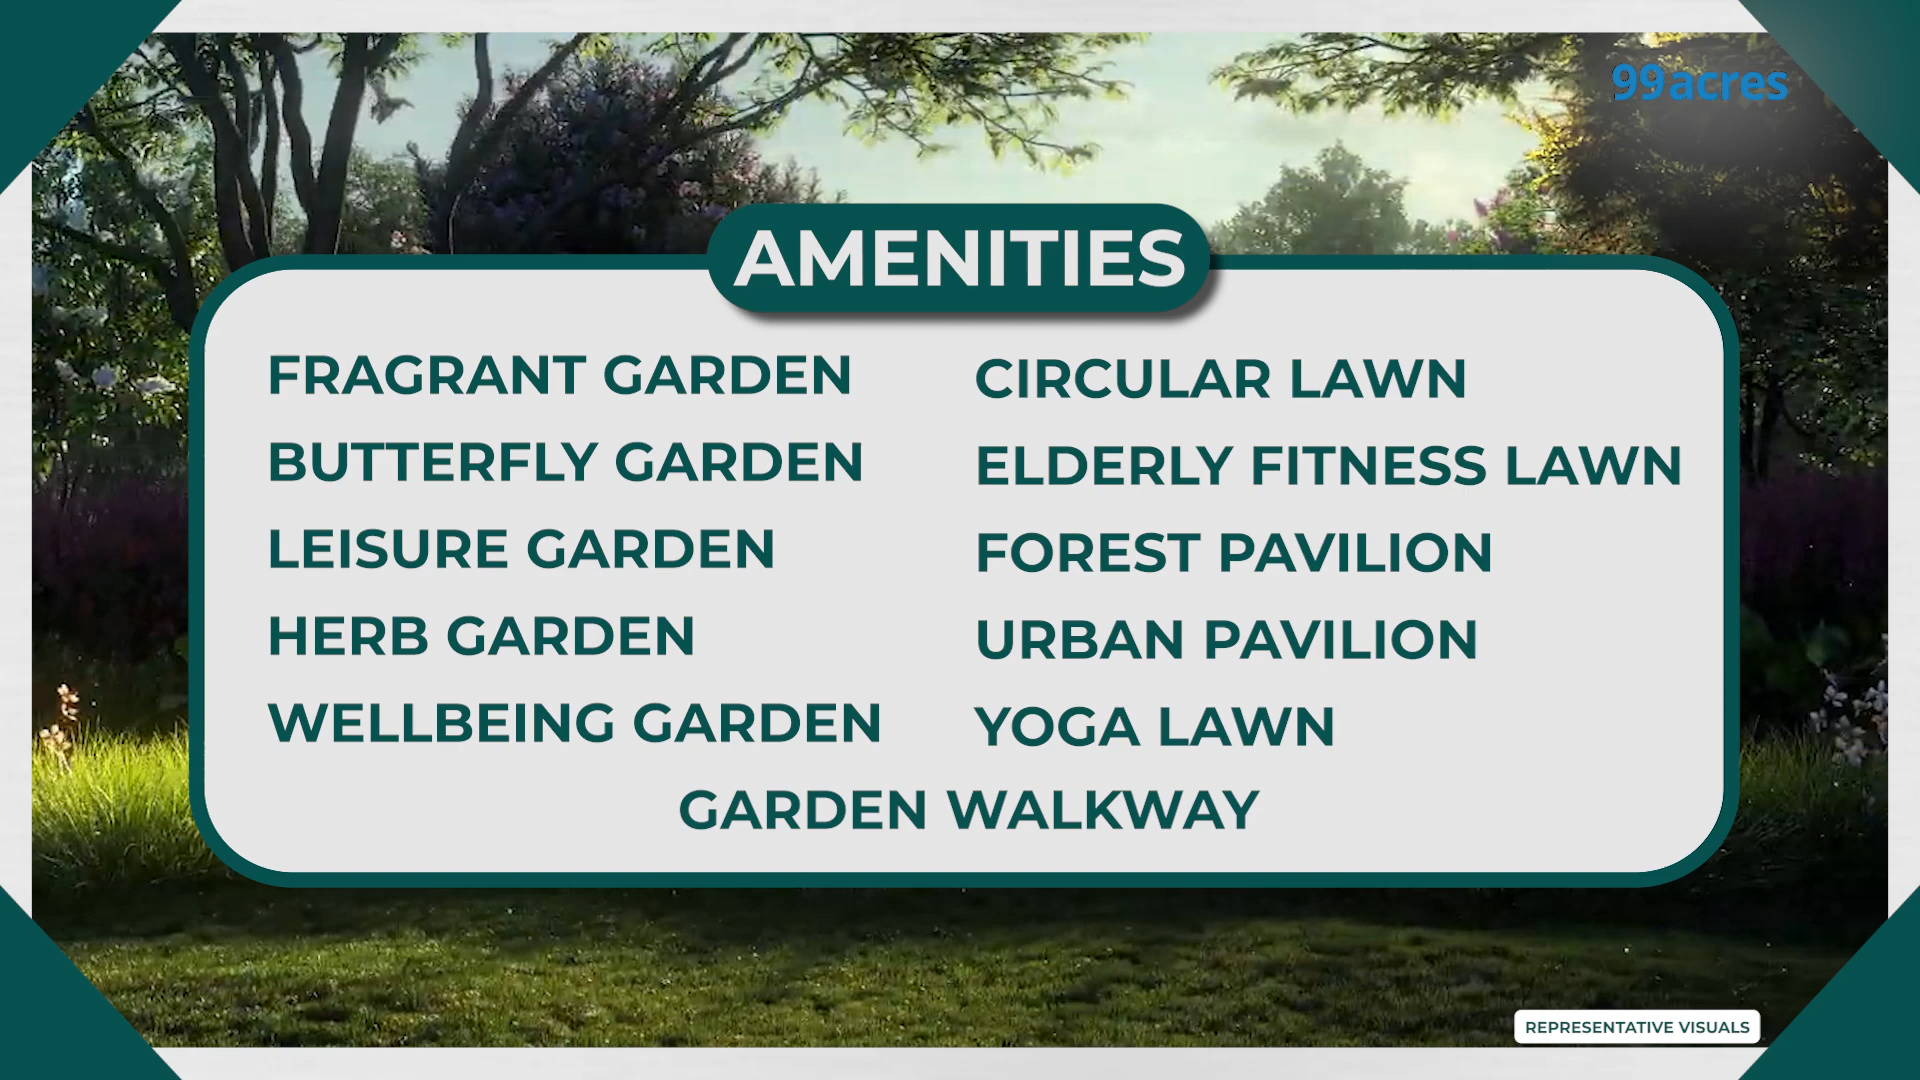 99acres
AMENITIES
FRAGRANT GARDEN
BUTTERFLY GARDEN
LEISURE GARDEN
HERB GARDEN
WELLBEING GARDEN
CIRCULAR LAWN
ELDERLY FITNESS LAWN
FOREST PAVILION
URBAN PAVILION
YOGA LAWN
GARDEN WALKWAY
REPRESENTATIVE VISUALS